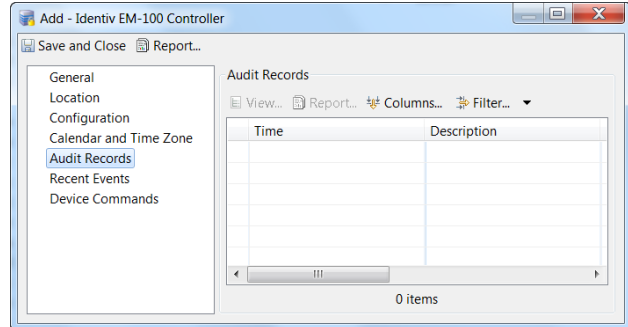 Add - Identiv EM-100 Controller
Save and Close Report...
General
Location
Configuration
Calendar and Time Zone
Audit Records
Recent Events
Device Commands
Audit Records
View... Report... Columns... Filter...
Time Description
0 items